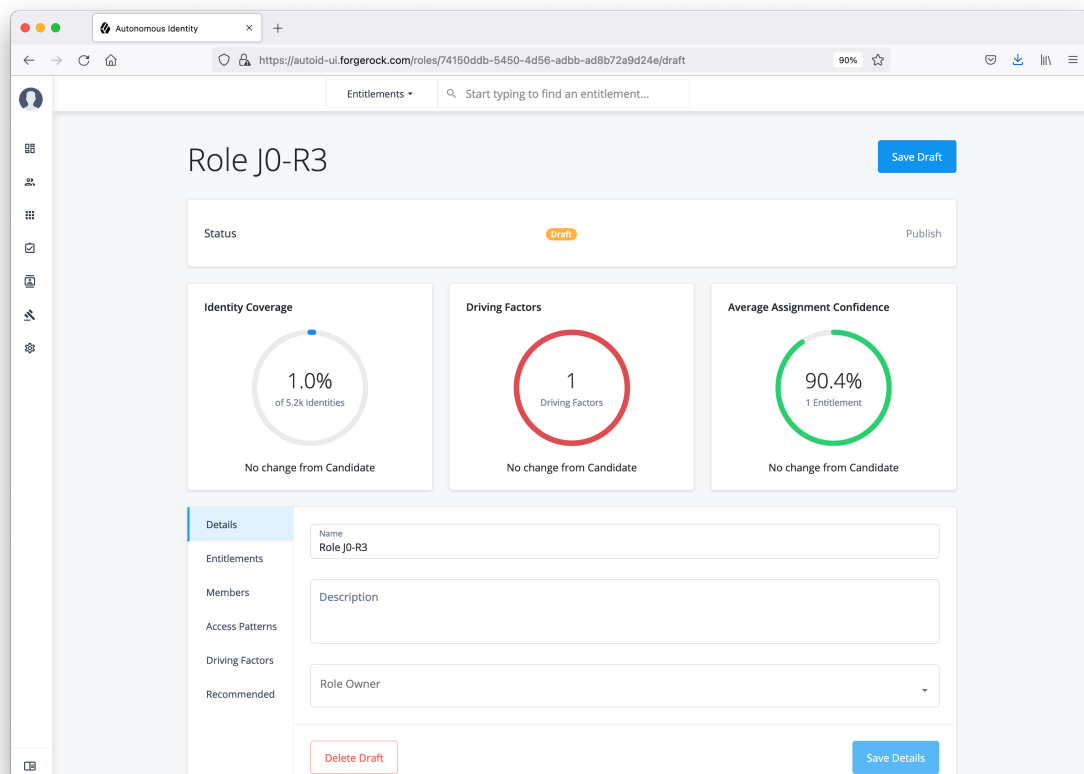 Autonomous Identity
https://autoid-ui.forgerock.com/roles/74150ddb-5450-4d56-adbb-ad8b72a9d24e/draft
90%
Entitlements
Start typing to find an entitlement...
Role J0-R3
Save Draft
Status
Draft
Publish
Identity Coverage
1.0%
of 5.2k Identities
No change from Candidate
Driving Factors
1
Driving Factors
No change from Candidate
Average Assignment Confidence
90.4%
1 Entitlement
No change from Candidate
Details
Entitlements
Members
Access Patterns
Driving Factors
Recommended
Name
Role J0-R3
Description
Role Owner
Delete Draft
Save Details